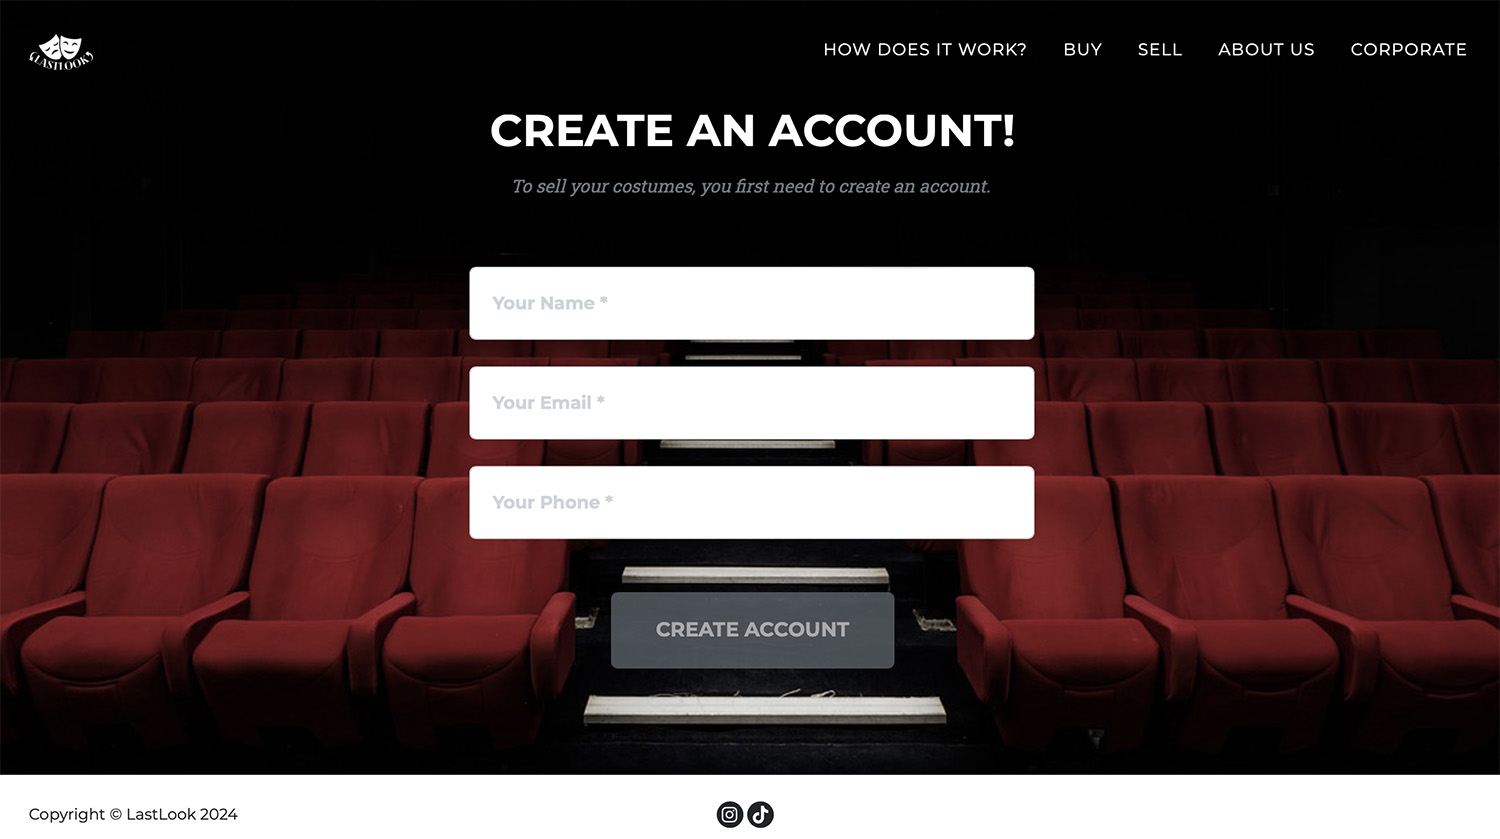 LASTLOOK
HOW DOES IT WORK?
BUY
SELL
ABOUT US
CORPORATE
CREATE AN ACCOUNT!
To sell your costumes, you first need to create an account.
Your Name *
Your Email *
Your Phone *
CREATE ACCOUNT
Copyright © LastLook 2024